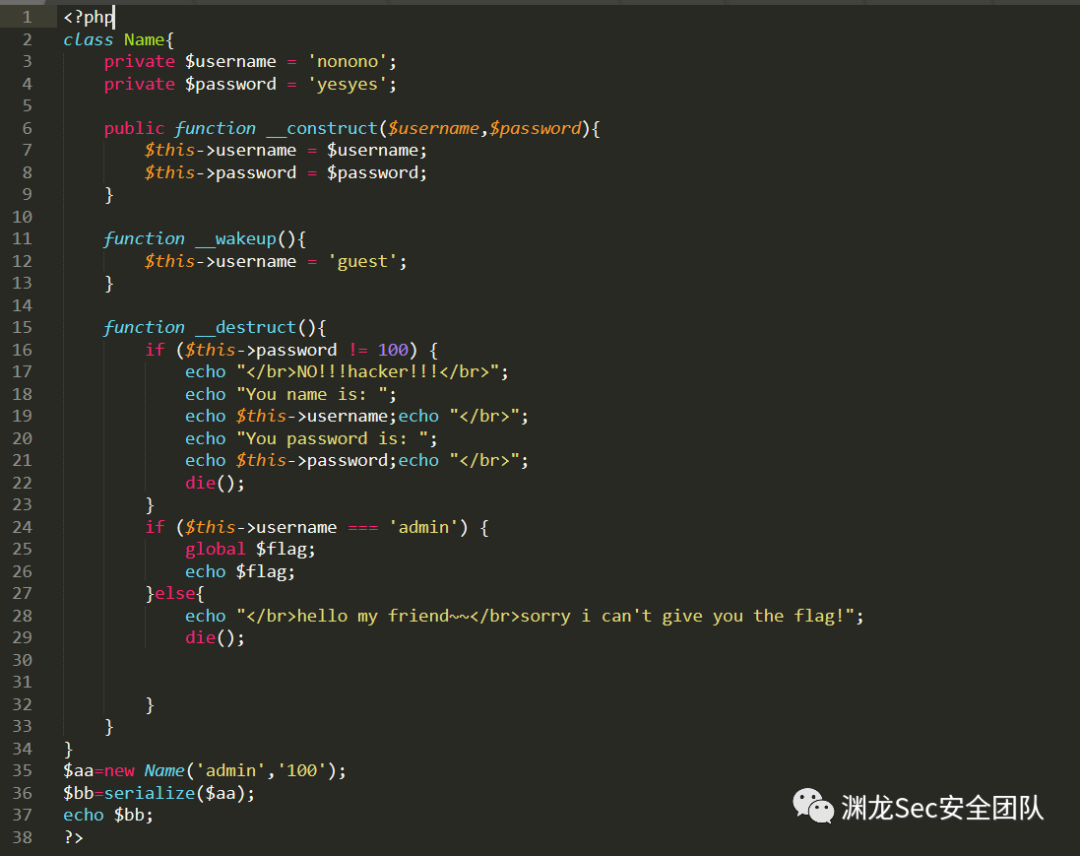 1 <?php
2 class Name{
3 private $username = 'nonono';
4 private $password = 'yesyes';
5
6 public function __construct($username,$password){
7 $this->username = $username;
8 $this->password = $password;
9 }
10
11 function __wakeup(){
12 $this->username = 'guest';
13 }
14
15 function __destruct(){
16 if ($this->password != 100) {
17 echo "</br>NO!!!hacker!!!</br>";
18 echo "You name is: ";
19 echo $this->username;echo "</br>";
20 echo "You password is: ";
21 echo $this->password;echo "</br>";
22 die();
23 }
24 if ($this->username === 'admin') {
25 global $flag;
26 echo $flag;
27 }else{
28 echo "</br>hello my friend~~</br>sorry i can't give you the flag!";
29 die();
30
31
32 }
33 }
34 }
35 $aa=new Name('admin','100');
36 $bb=serialize($aa);
37 echo $bb;
38 ?>
渊龙Sec安全团队